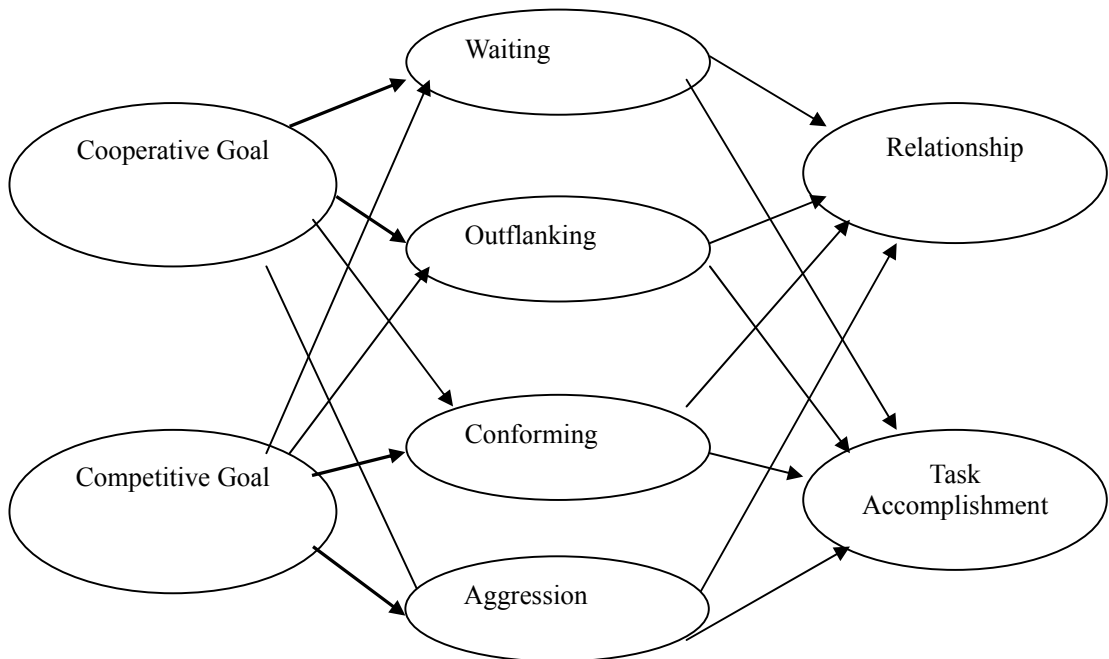 Waiting
Cooperative Goal
Relationship
Outflanking
Conforming
Competitive Goal
Task
Accomplishment
Aggression